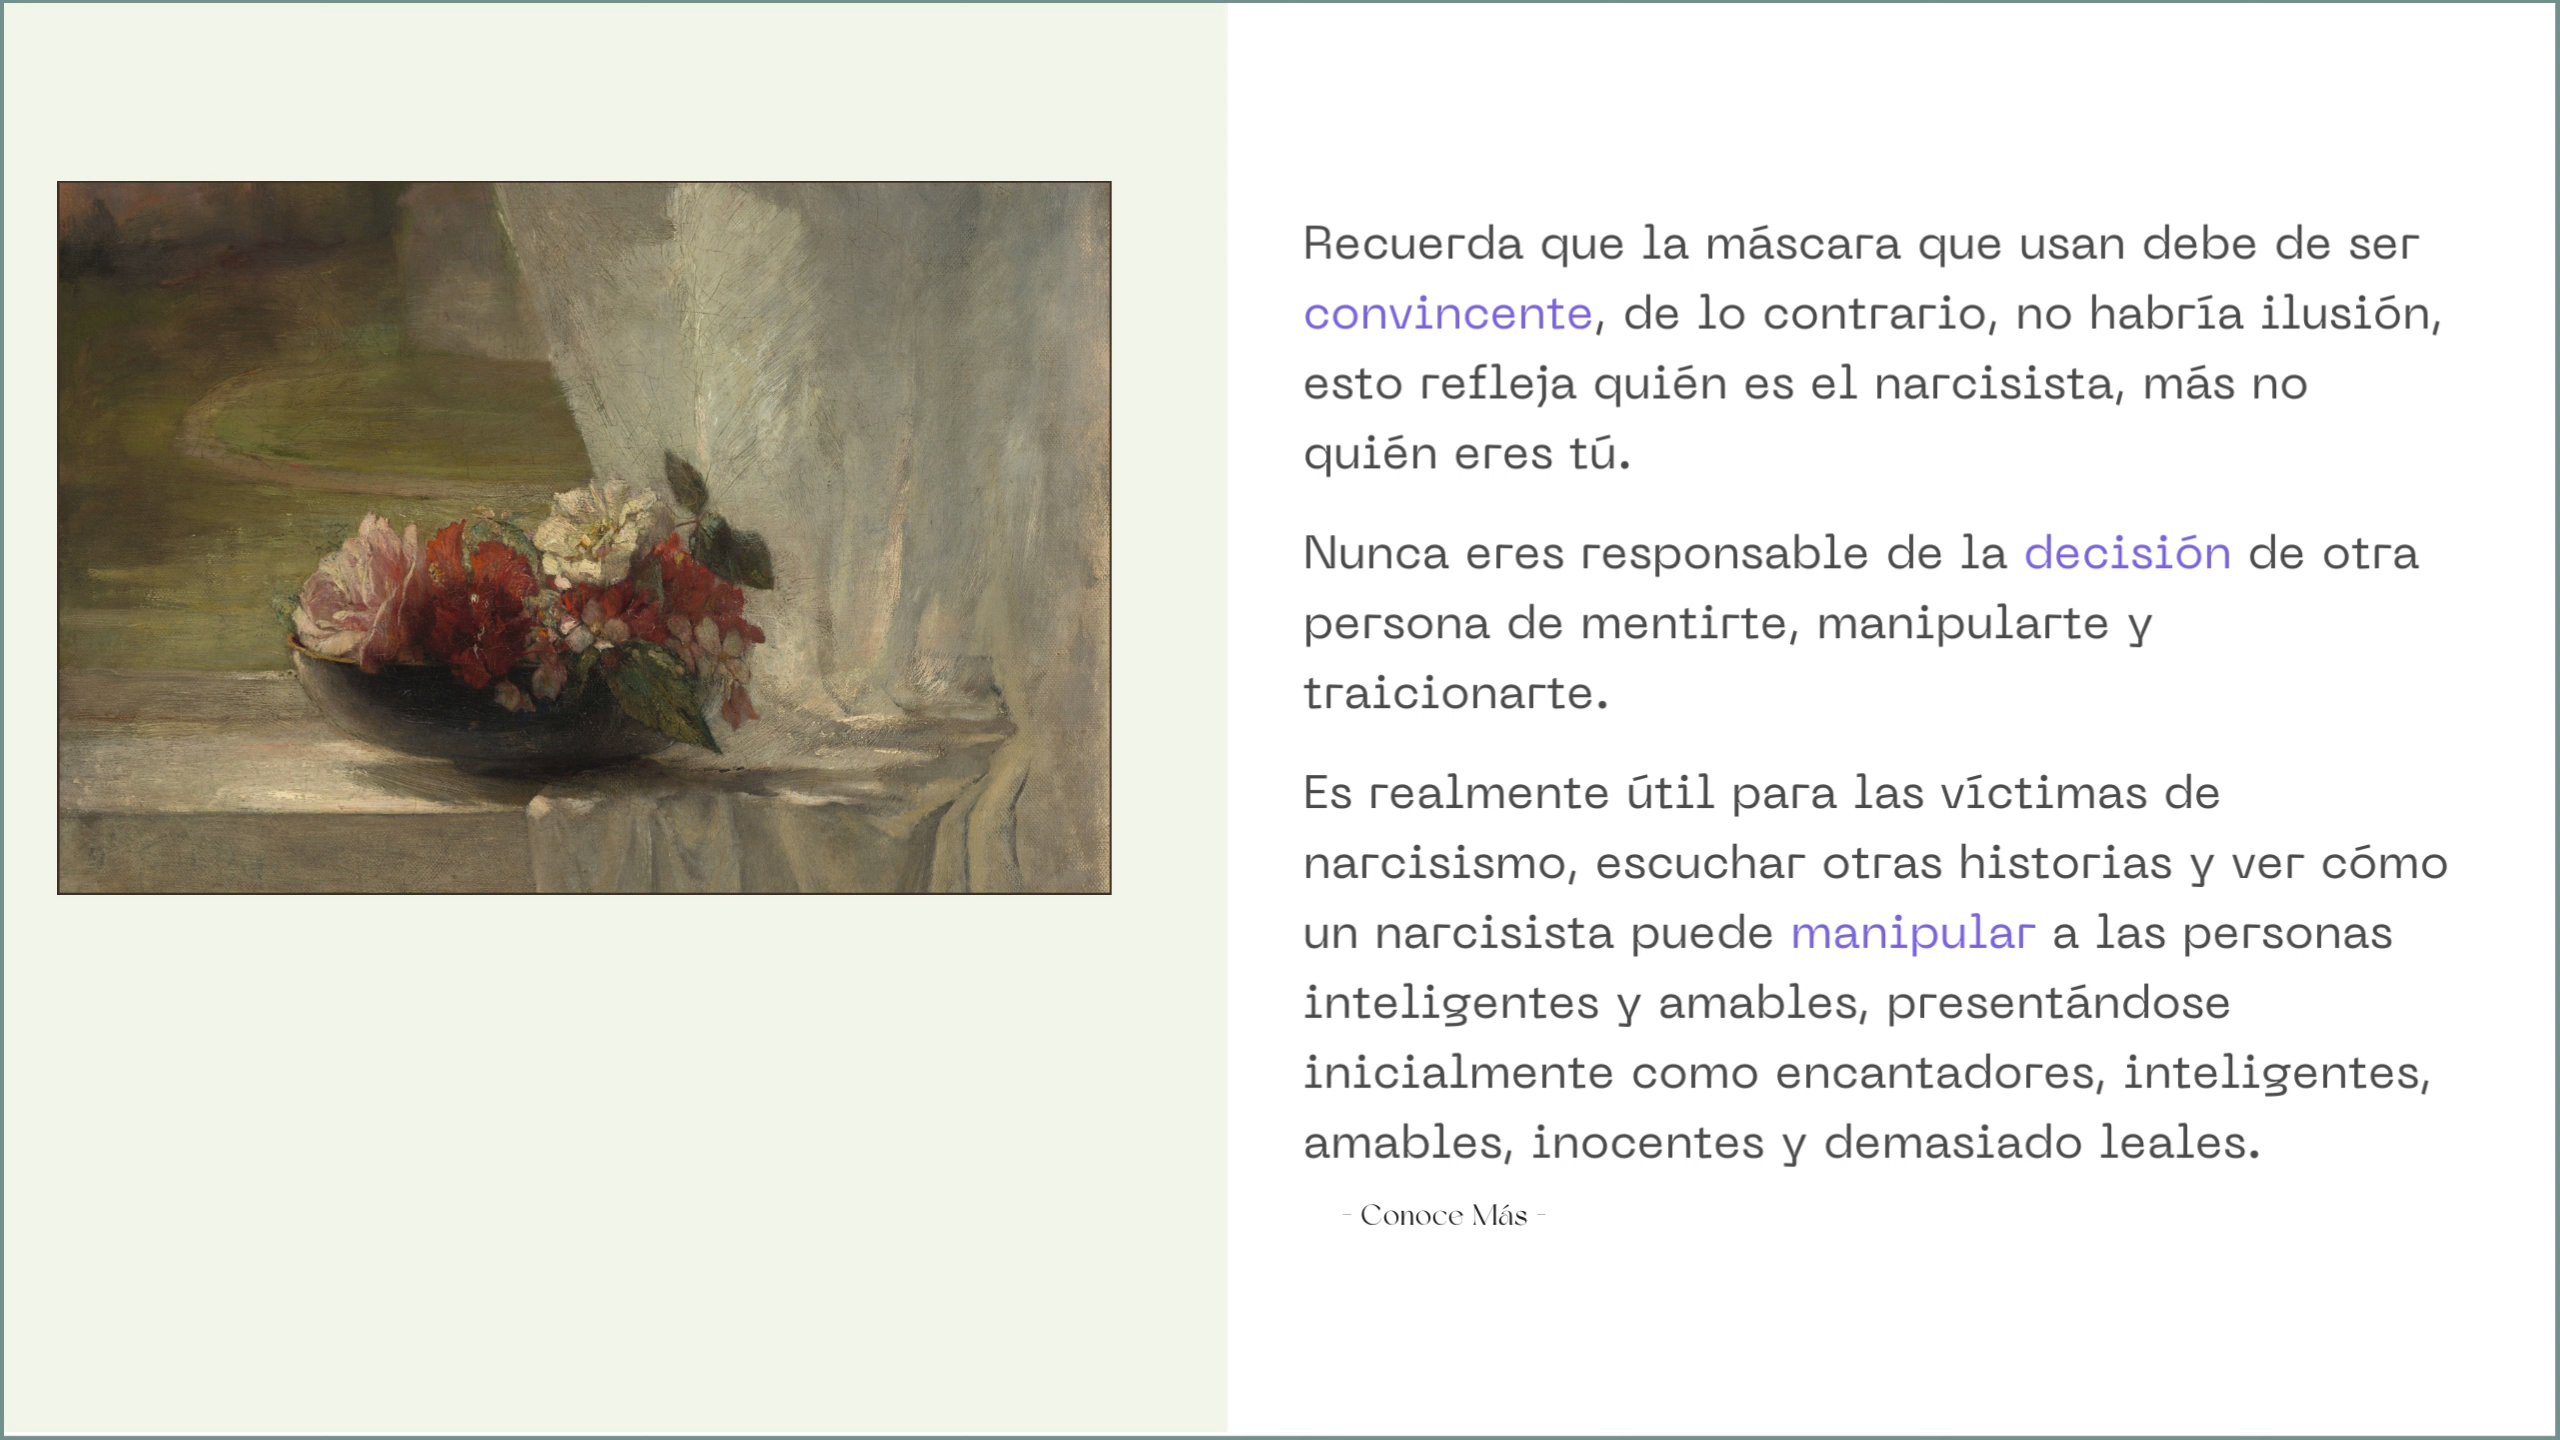 Recuerda que la máscara que usan debe de ser
convincente, de lo contrario, no habría ilusión,
esto refleja quién es el narcisista, más no
quién eres tú.
Nunca eres responsable de la decisión de otra
persona de mentirte, manipularte y
traicionarte.
Es realmente útil para las víctimas de
narcisismo, escuchar otras historias y ver cómo
un narcisista puede manipular a las personas
inteligentes y amables, presentándose
inicialmente como encantadores, inteligentes,
amables, inocentes y demasiado leales.
- Conoce Más -